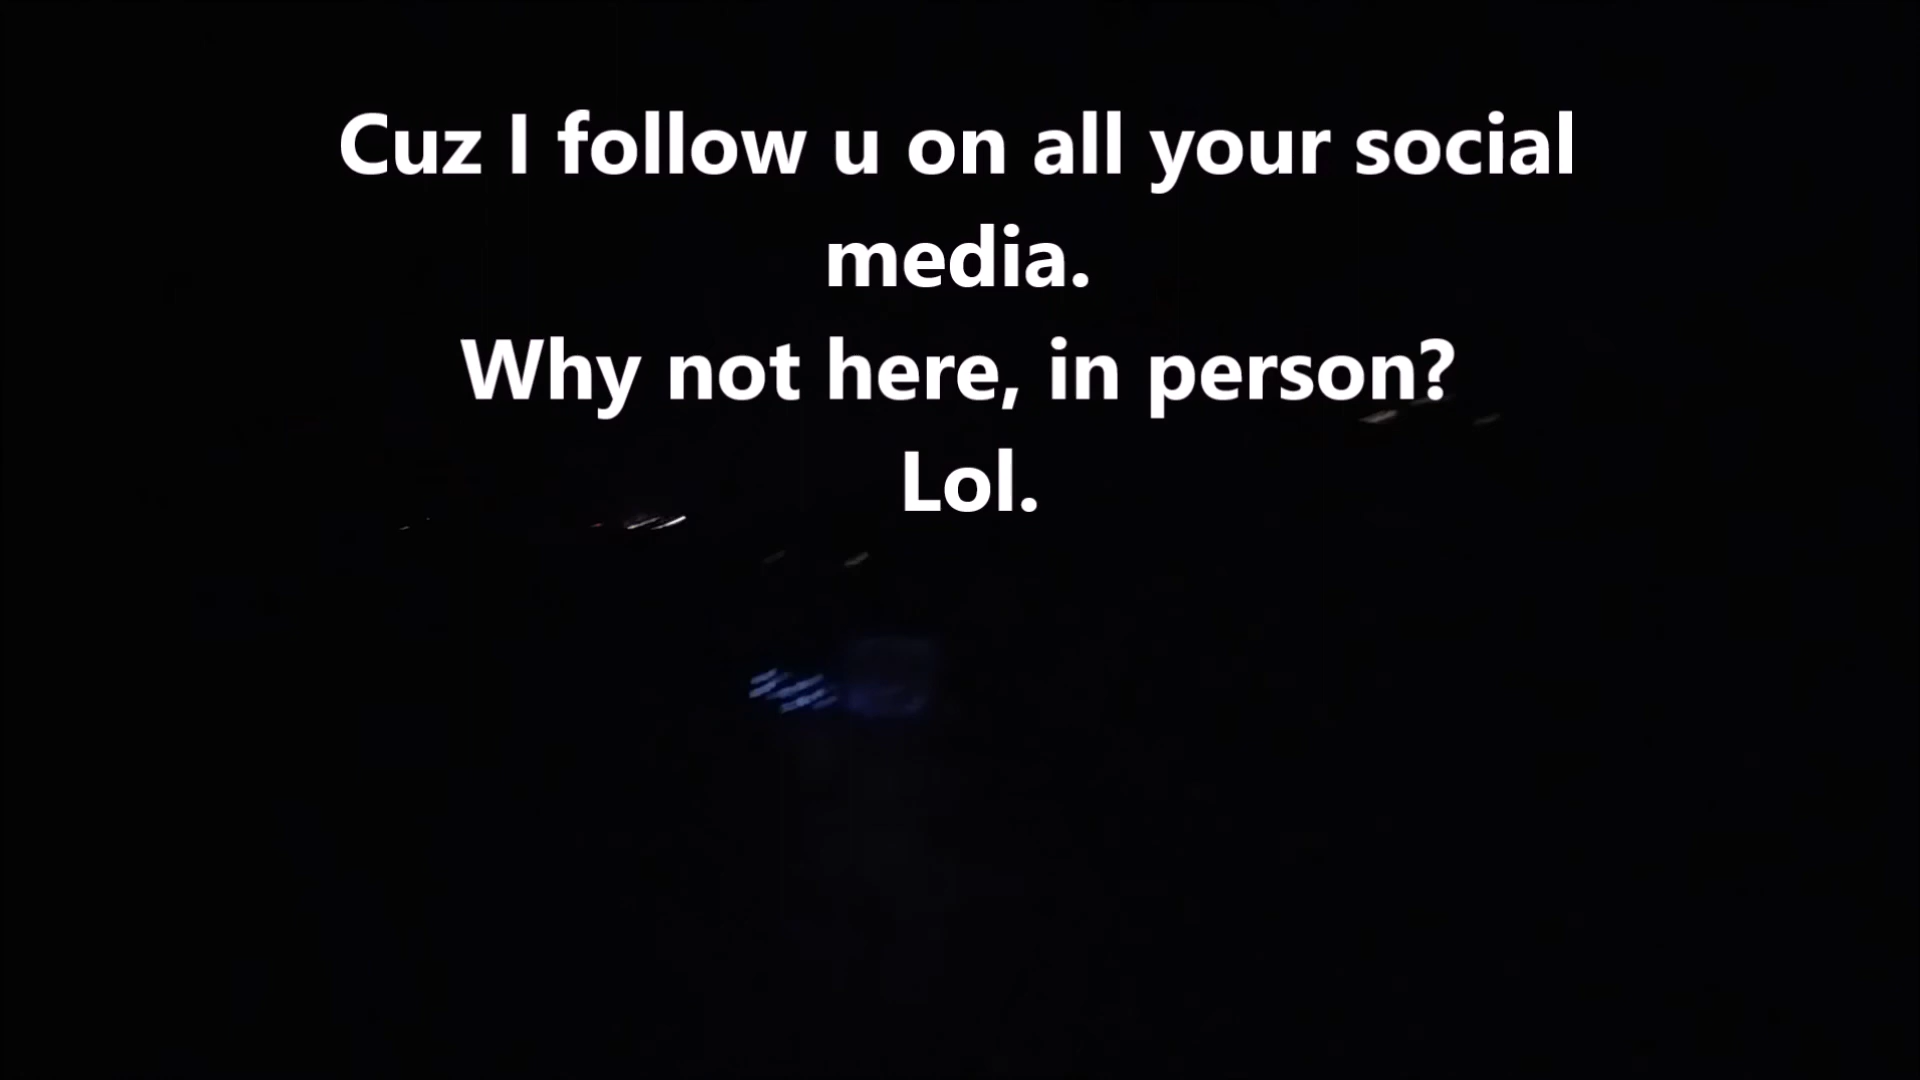 Cuz I follow u on all your social
media.
Why not here, in person?
Lol.